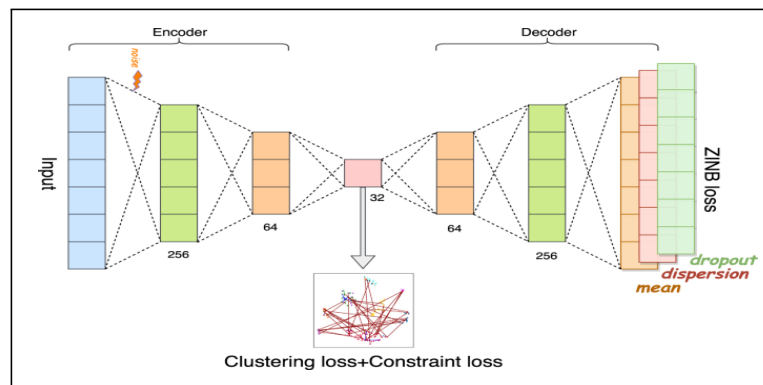 Encoder
Decoder
noise
Input
256
64
32
64
256
ZINB loss
dropout
dispersion
mean
Clustering loss+Constraint loss